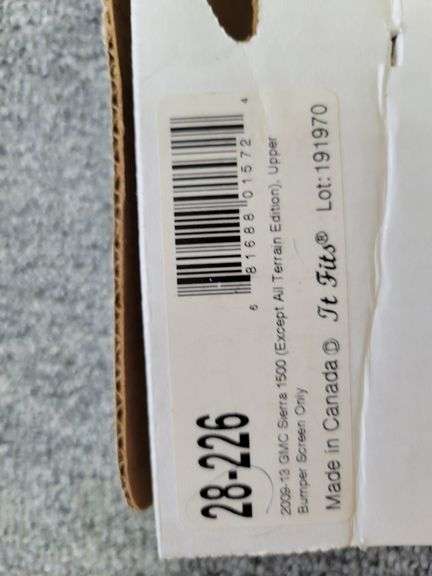 28-226
6 81688 01572 4
2009-13 GMC Sierra 1500 (Except All Terrain Edition), Upper
Bumper Screen Only
Made in Canada Ⓓ It Fits® Lot: 191970